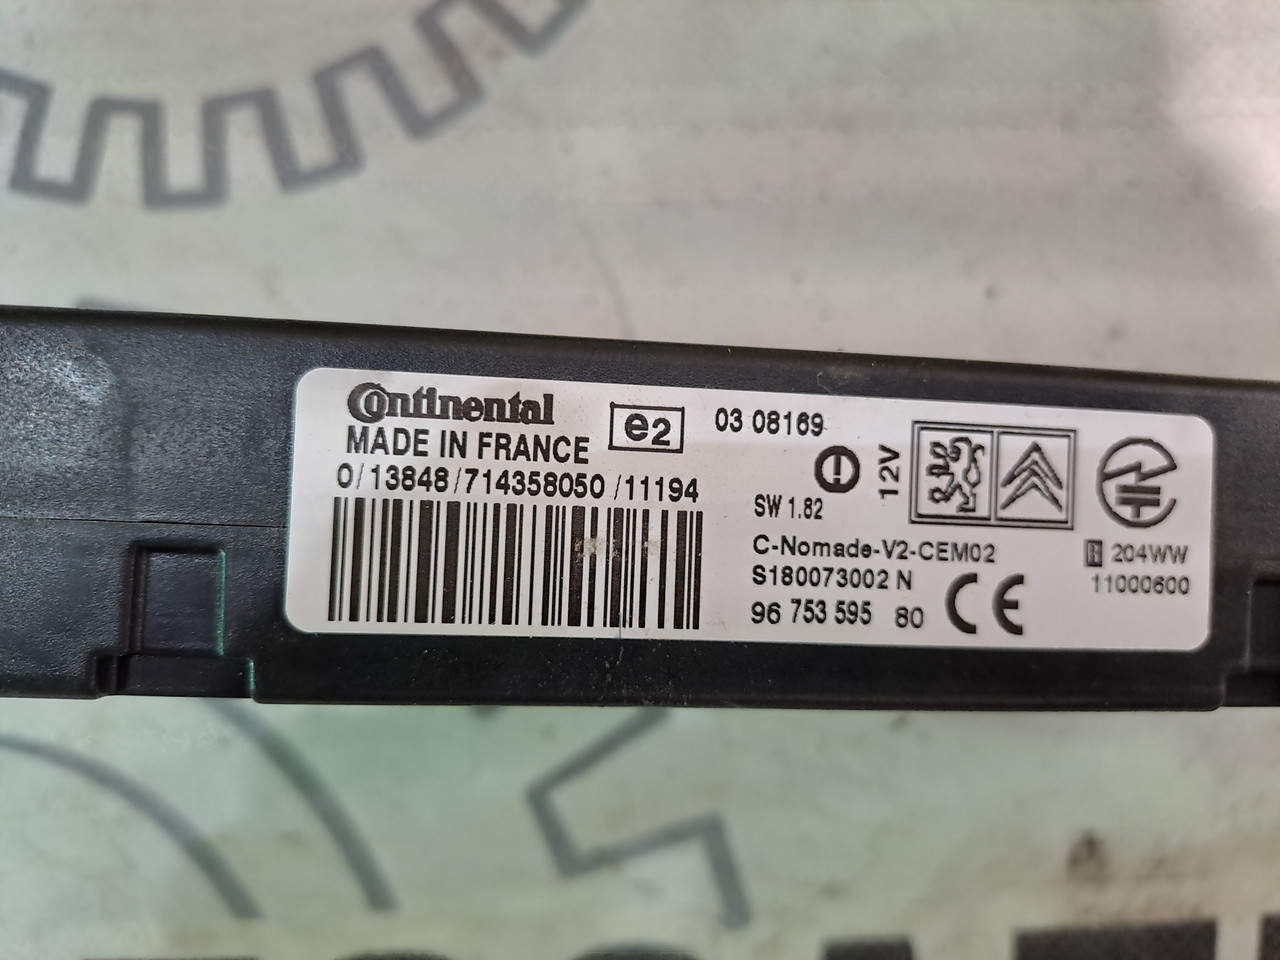 Continental
MADE IN FRANCE
e2
03 08169
0/13848/714358050/11194
12V
SW 1.82
C-Nomade-V2-CEM02
S180073002 N
96 753 595 80
CE
R 204WW
11000600